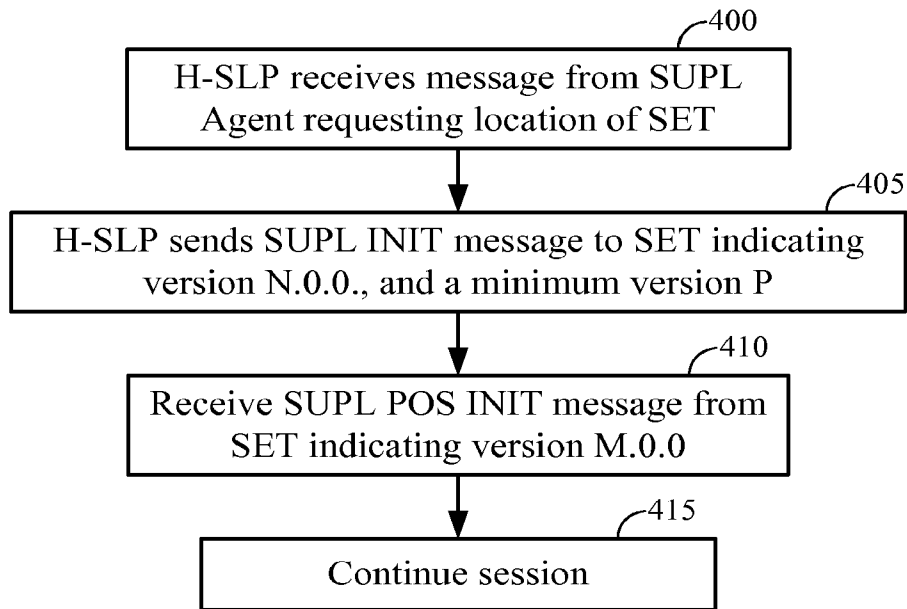 400
H-SLP receives message from SUPL
Agent requesting location of SET
405
H-SLP sends SUPL INIT message to SET indicating
version N.0.0., and a minimum version P
410
Receive SUPL POS INIT message from
SET indicating version M.0.0
415
Continue session